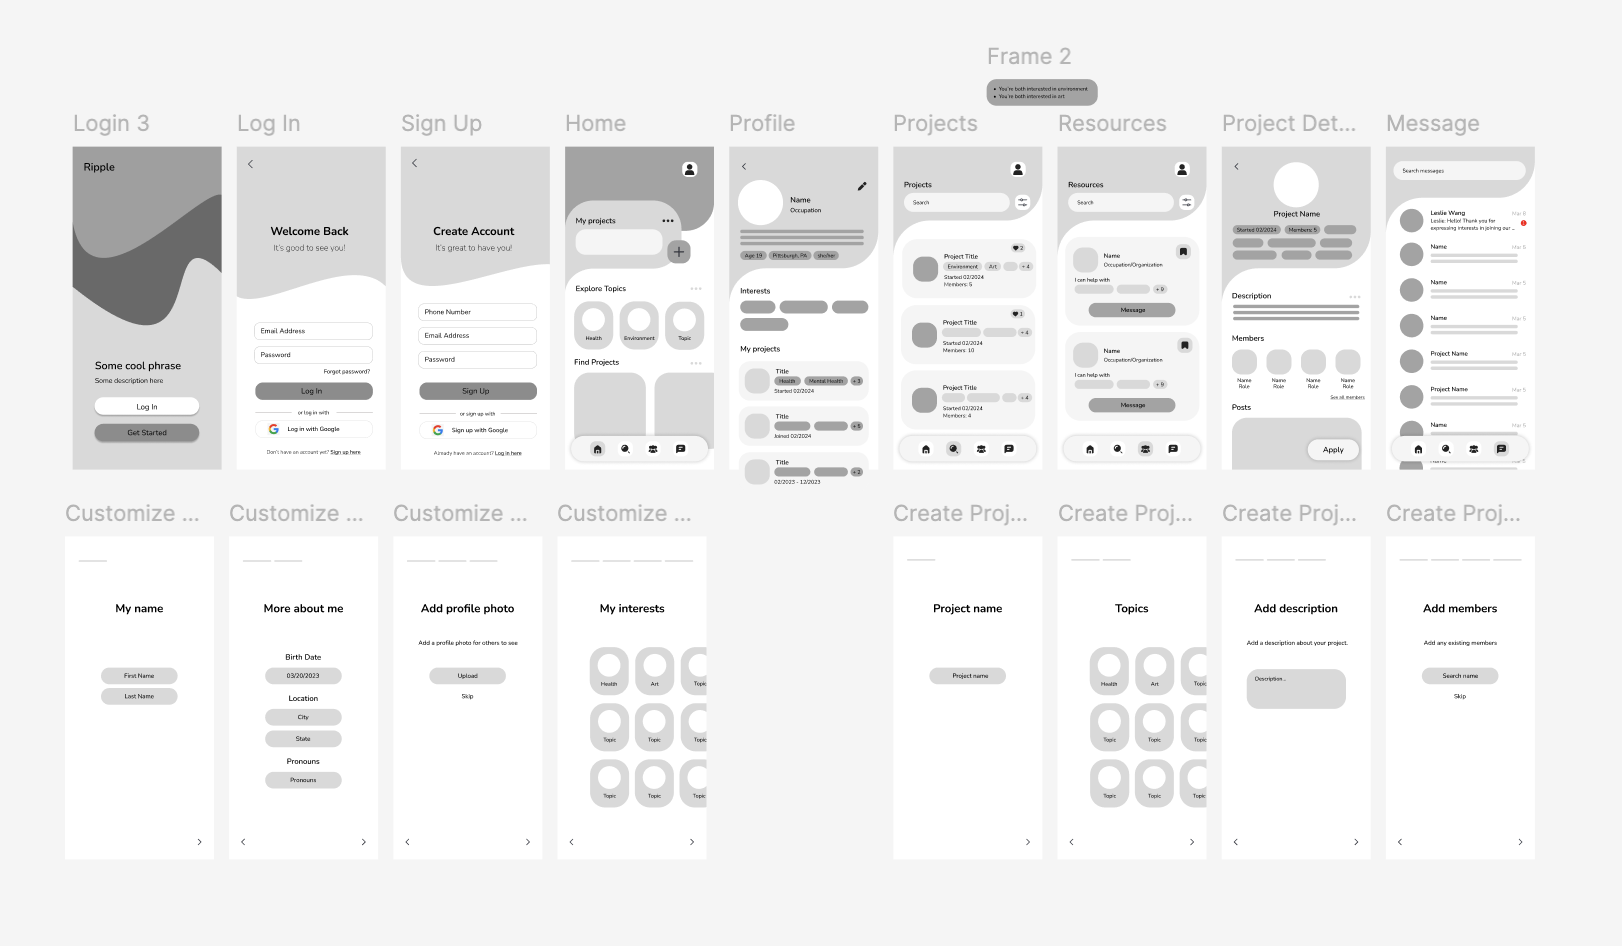 Frame 2
You're both interested in environment
You're both interested in art
Login 3
Ripple
Some cool phrase
Some description here
Log In
Get Started
Log In
Welcome Back
It's good to see you!
Email Address
Password
Forgot password?
Log In
or log in with
Log in with Google
Don't have an account yet? Sign up here
Sign Up
Create Account
It's great to have you!
Phone Number
Email Address
Password
Sign Up
or sign up with
Sign up with Google
Already have an account? Log in here
Home
My projects
Explore Topics
Health
Environment
Topic
Find Projects
Profile
Name
Occupation
Age 19
Pittsburgh, PA
she/her
Interests
My projects
Title
Health
Mental Health
+ 3
Started 02/2024
Title
+ 5
Joined 02/2024
Title
+ 2
02/2023 - 12/2023
Projects
Projects
Search
2
Project Title
Environment
Art
+ 4
Started 02/2024
Members: 5
1
Project Title
+ 4
Started 02/2024
Members: 10
Project Title
+ 4
Started 02/2024
Members: 4
Resources
Resources
Search
Name
Occupation/Organization
I can help with
+ 9
Message
Name
Occupation/Organization
I can help with
+ 9
Message
Project Det...
Project Name
Started 02/2024
Members: 5
Description
Members
Name
Role
Name
Role
Name
Role
Name
Role
See all members
Posts
Apply
Message
Search messages
Leslie Wang
Leslie: Hello! Thank you for
expressing interests in joining our ...
Name
Mar 5
Name
Mar 5
Name
Mar 5
Project Name
Mar 5
Project Name
Mar 5
Name
Mar 5
Customize ...
My name
First Name
Last Name
Customize ...
More about me
Birth Date
03/20/2023
Location
City
State
Pronouns
Pronouns
Customize ...
Add profile photo
Add a profile photo for others to see
Upload
Skip
Customize ...
My interests
Health
Art
Topic
Topic
Topic
Topic
Topic
Topic
Topic
Create Proj...
Project name
Project name
Create Proj...
Topics
Health
Art
Topic
Topic
Topic
Topic
Topic
Topic
Topic
Create Proj...
Add description
Add a description about your project.
Description...
Create Proj...
Add members
Add any existing members
Search name
Skip